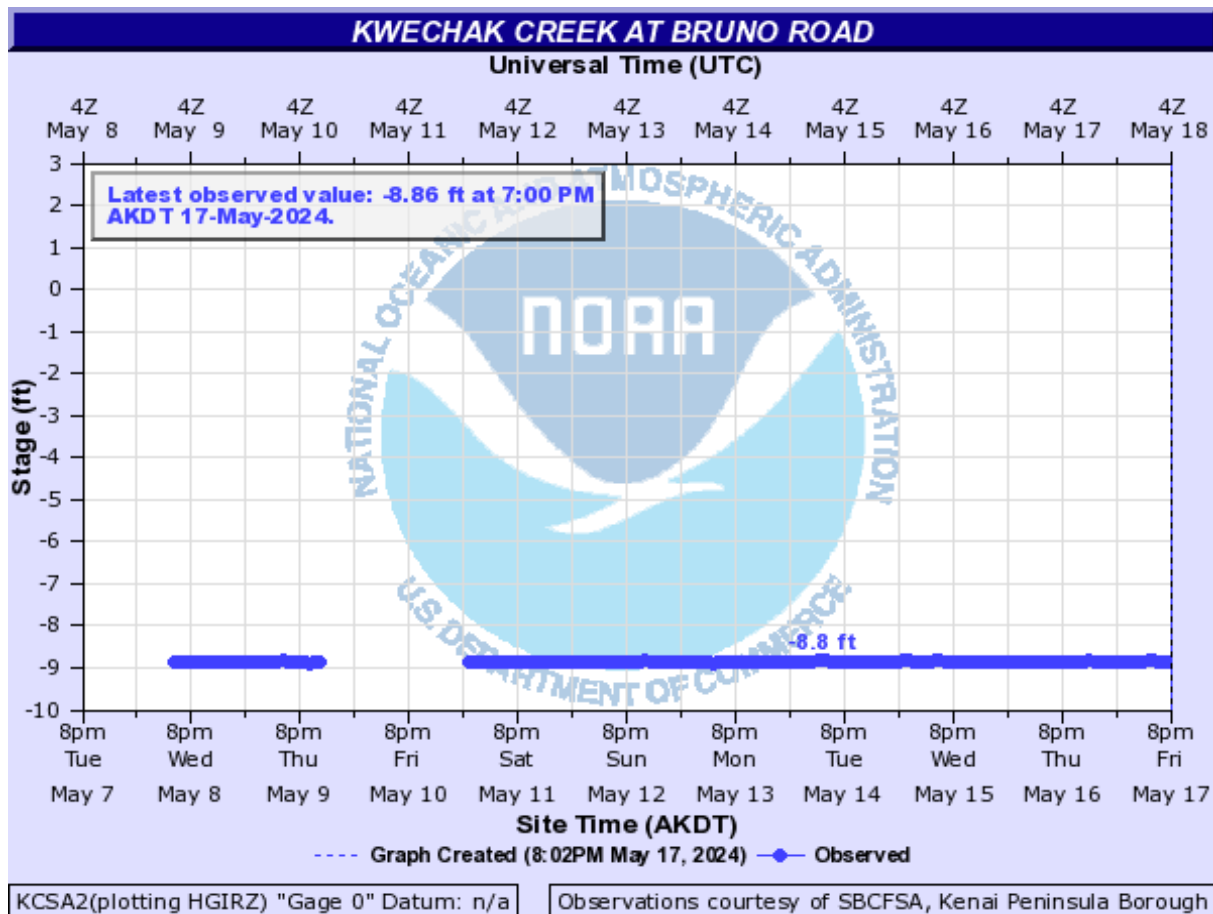 KWECHAK CREEK AT BRUNO ROAD
Universal Time (UTC)
4Z 4Z 4Z 4Z 4Z 4Z 4Z 4Z 4Z 4Z 4Z
May 8 May 9 May 10 May 11 May 12 May 13 May 14 May 15 May 16 May 17 May 18
Latest observed value: -8.86 ft at 7:00 PM
AKDT 17-May-2024.
NATIONAL OCEANIC AND ATMOSPHERIC ADMINISTRATION
NOAA
U.S. DEPARTMENT OF COMMERCE
Stage (ft)
3
2
1
0
-1
-2
-3
-4
-5
-6
-7
-8
-9
-10
-8.8 ft
8pm 8pm 8pm 8pm 8pm 8pm 8pm 8pm 8pm 8pm 8pm
Tue Wed Thu Fri Sat Sun Mon Tue Wed Thu Fri
May 7 May 8 May 9 May 10 May 11 May 12 May 13 May 14 May 15 May 16 May 17
Site Time (AKDT)
Graph Created (8:02PM May 17, 2024) Observed
KCSA2(plotting HGIRZ) "Gage 0" Datum: n/a
Observations courtesy of SBCFSA, Kenai Peninsula Borough